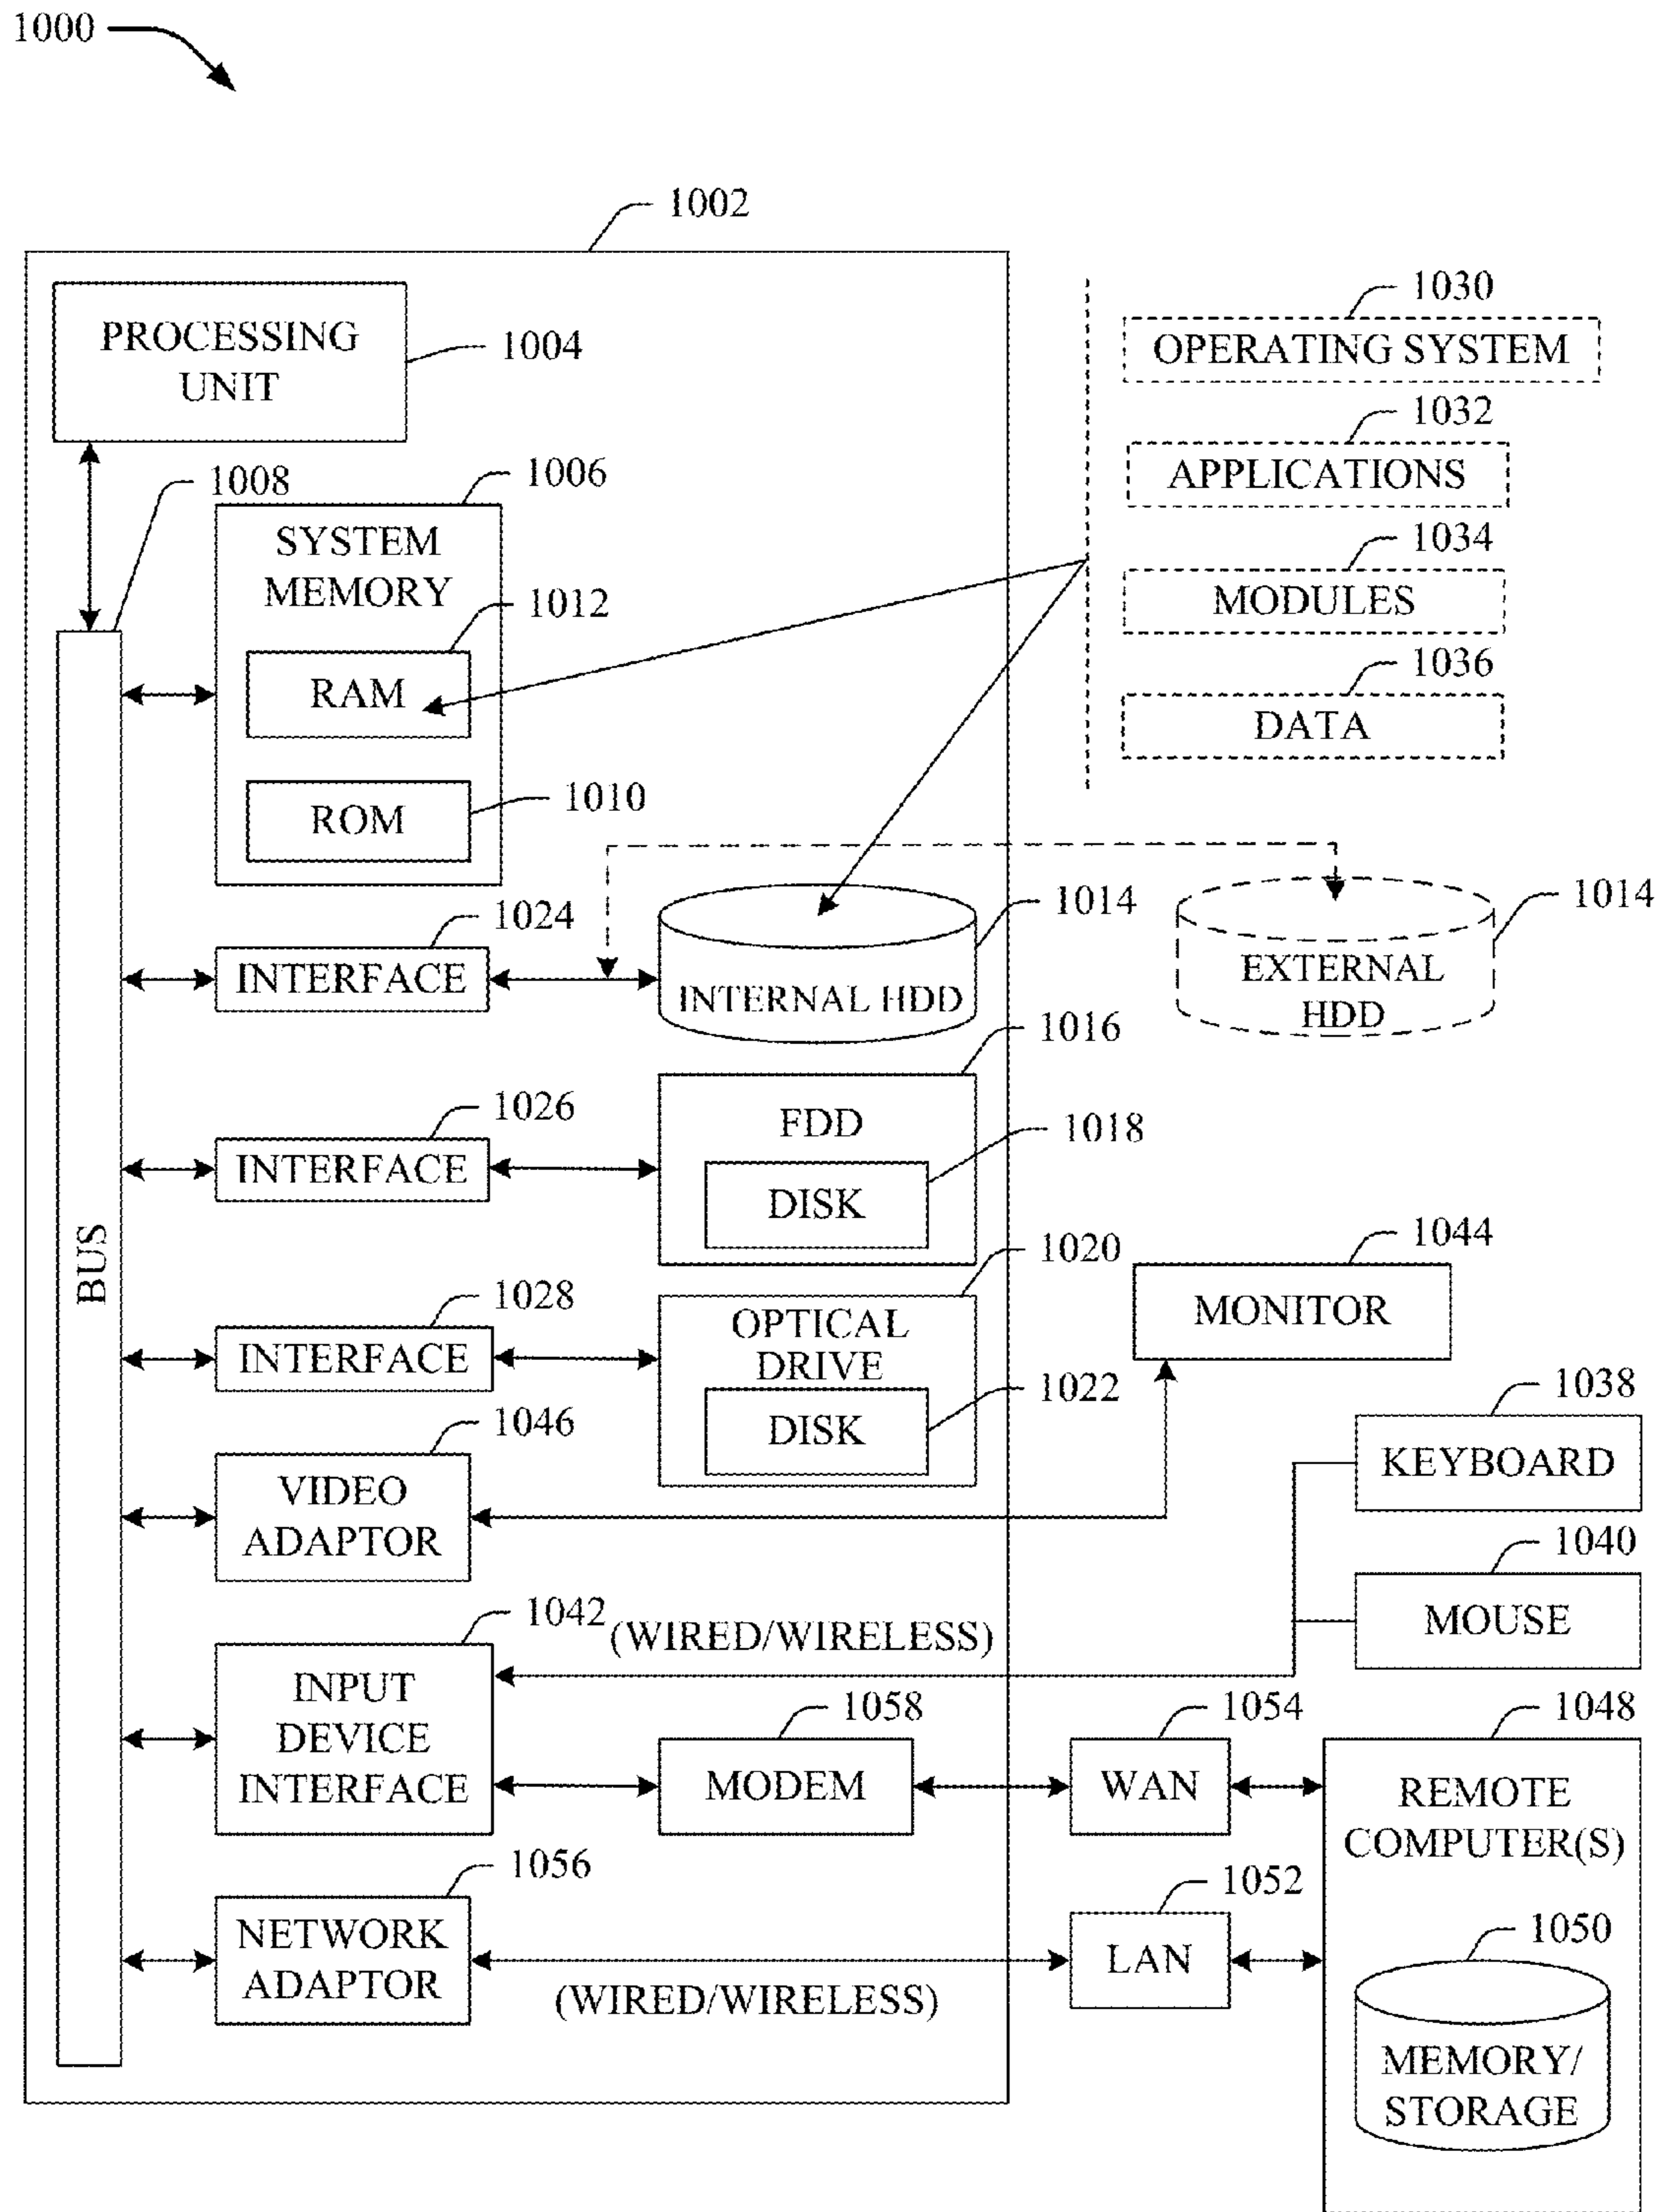 1000
1002
PROCESSING
UNIT
1004
1030
OPERATING SYSTEM
1032
APPLICATIONS
1034
MODULES
1036
DATA
1008
1006
SYSTEM
MEMORY
1012
RAM
ROM
1010
BUS
1024
INTERFACE
INTERNAL HDD
1014
EXTERNAL
HDD
1014
1026
INTERFACE
1016
FDD
1018
DISK
1028
INTERFACE
1020
OPTICAL
DRIVE
1022
DISK
1044
MONITOR
1046
VIDEO
ADAPTOR
1038
KEYBOARD
1040
MOUSE
1042
(WIRED/WIRELESS)
INPUT
DEVICE
INTERFACE
1058
MODEM
1054
WAN
1048
REMOTE
COMPUTER(S)
1056
NETWORK
ADAPTOR
(WIRED/WIRELESS)
1052
LAN
1050
MEMORY/
STORAGE